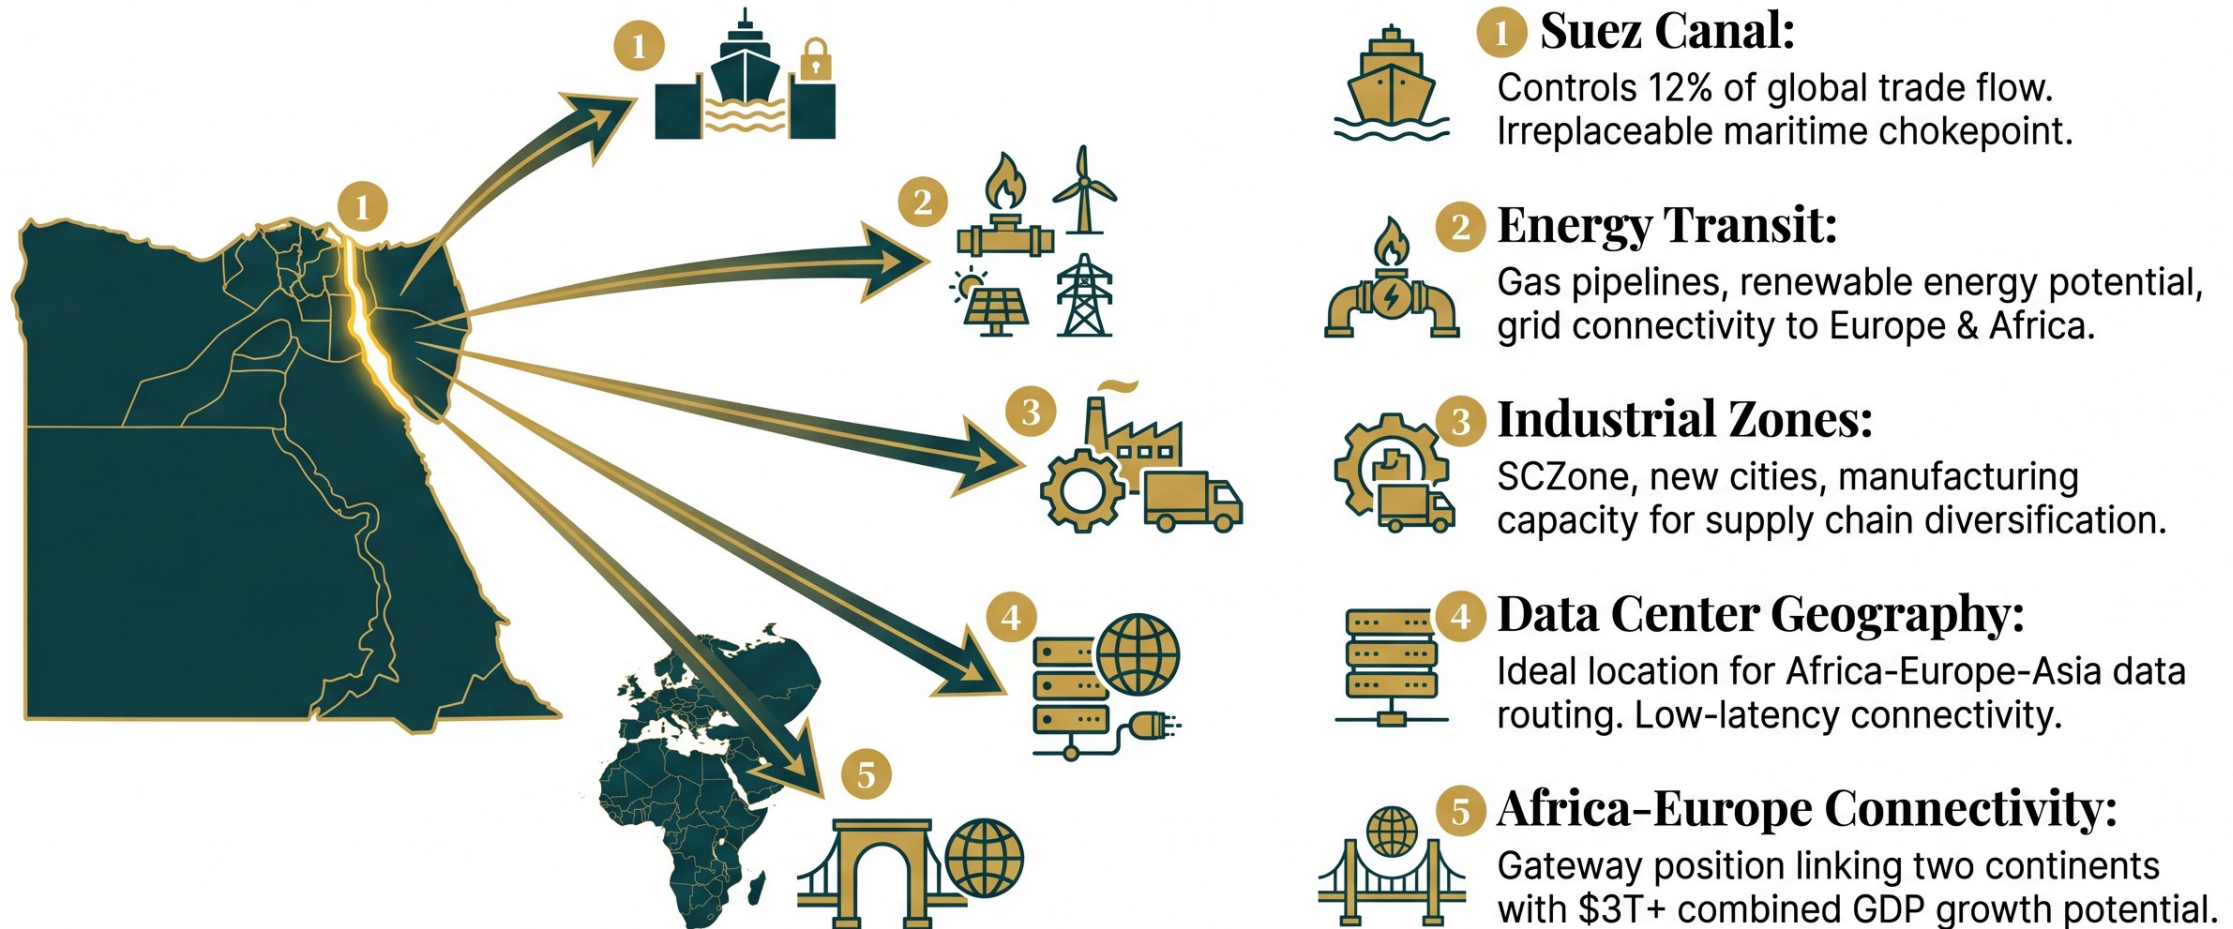 1
1
2
3
4
5
1 Suez Canal:
Controls 12% of global trade flow.
Irreplaceable maritime chokepoint.
2 Energy Transit:
Gas pipelines, renewable energy potential,
grid connectivity to Europe & Africa.
3 Industrial Zones:
SCZone, new cities, manufacturing
capacity for supply chain diversification.
4 Data Center Geography:
Ideal location for Africa-Europe-Asia data
routing. Low-latency connectivity.
5 Africa-Europe Connectivity:
Gateway position linking two continents
with $3T+ combined GDP growth potential.